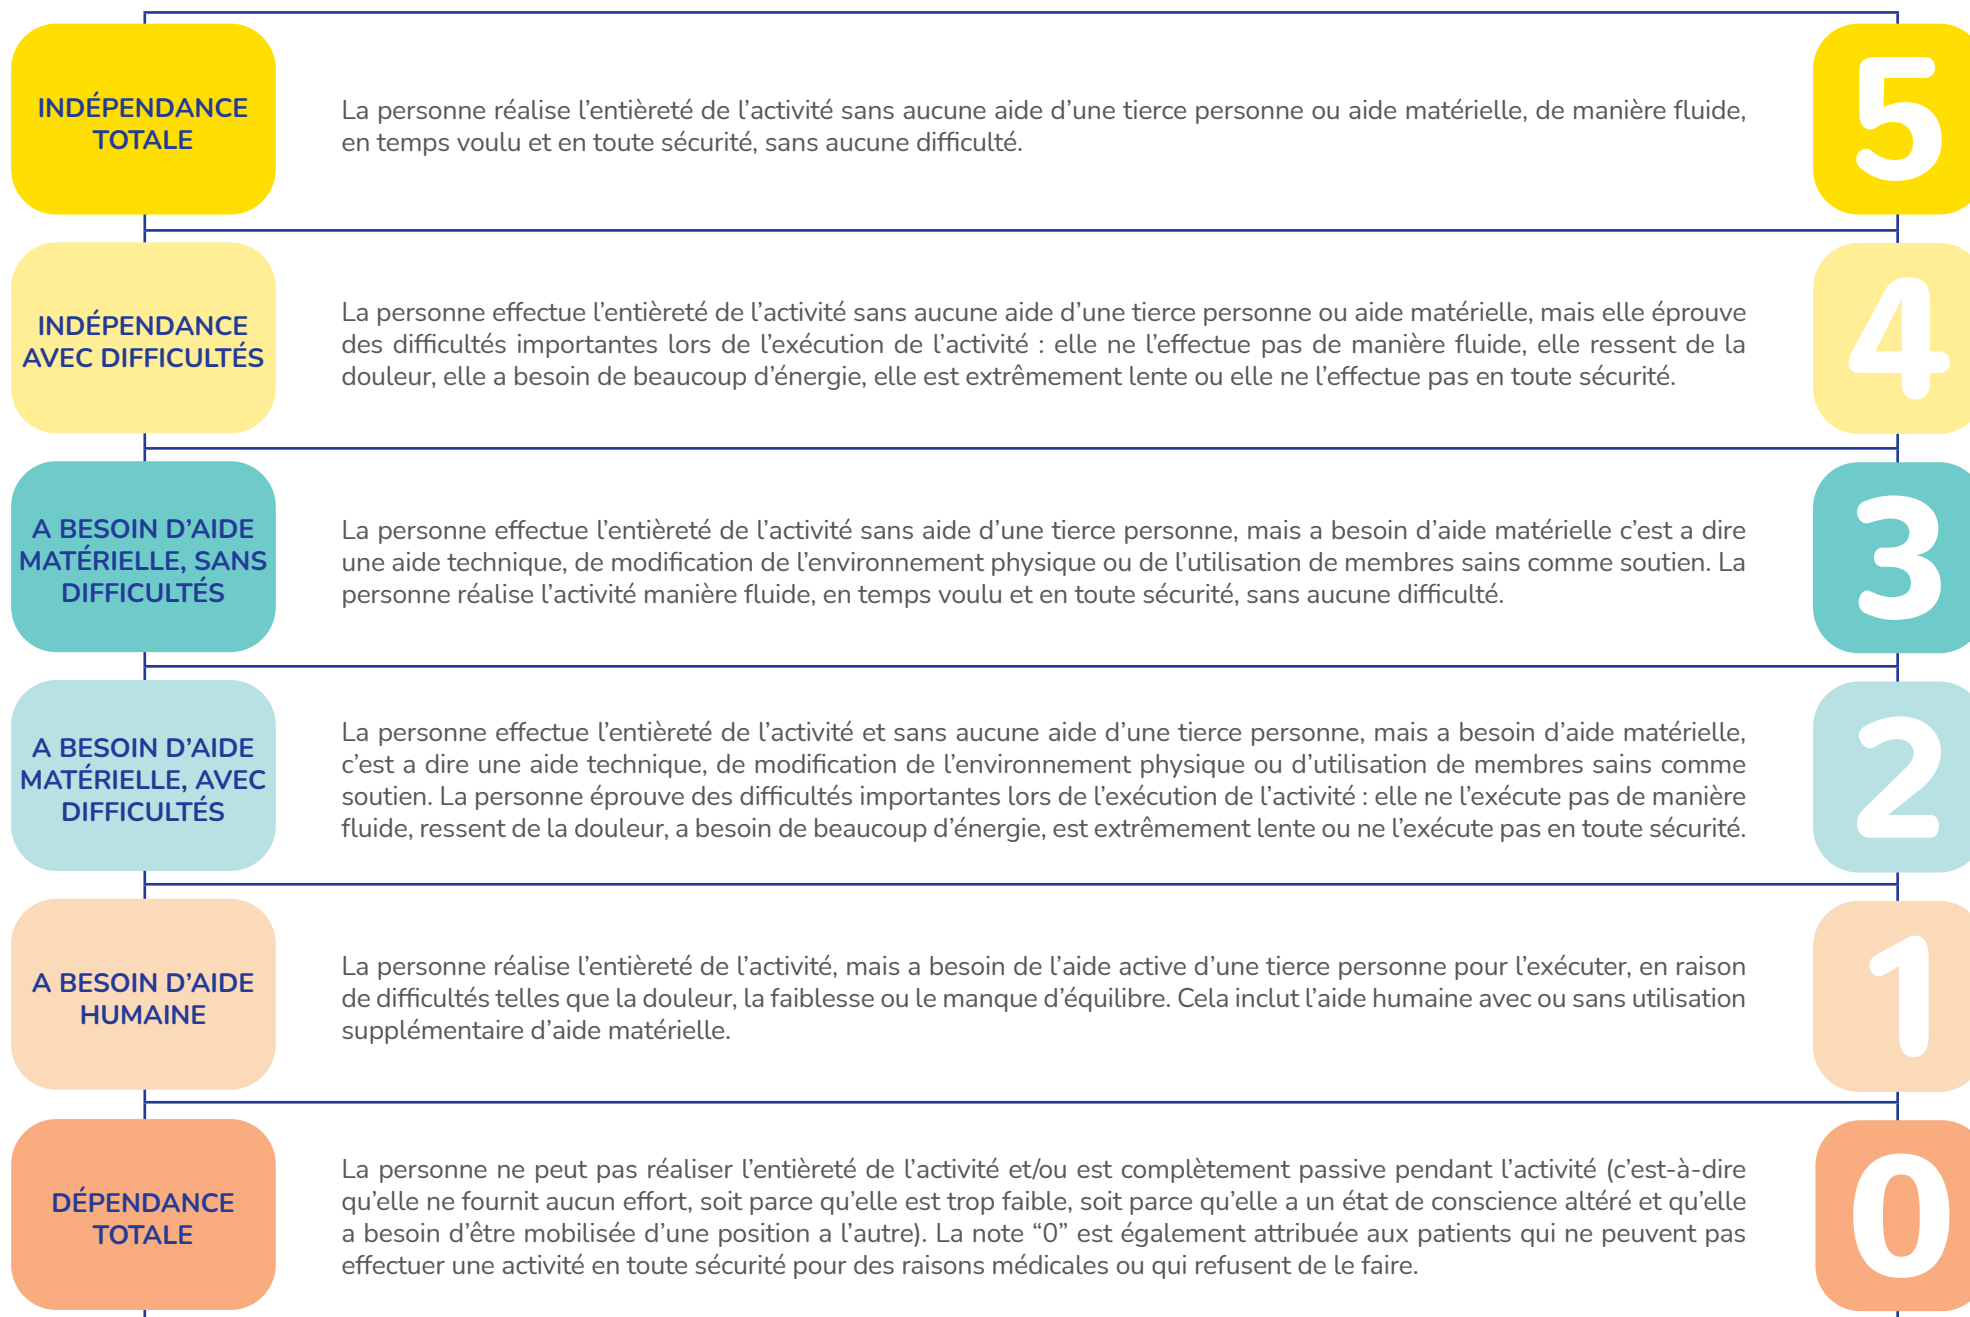 INDÉPENDANCE
TOTALE
La personne réalise l’entièreté de l’activité sans aucune aide d’une tierce personne ou aide matérielle, de manière fluide,
en temps voulu et en toute sécurité, sans aucune difficulté.
5
INDÉPENDANCE
AVEC DIFFICULTÉS
La personne effectue l’entièreté de l’activité sans aucune aide d’une tierce personne ou aide matérielle, mais elle éprouve
des difficultés importantes lors de l’exécution de l’activité : elle ne l’effectue pas de manière fluide, elle ressent de la
douleur, elle a besoin de beaucoup d’énergie, elle est extrêmement lente ou elle ne l’effectue pas en toute sécurité.
4
A BESOIN D’AIDE
MATÉRIELLE, SANS
DIFFICULTÉS
La personne effectue l’entièreté de l’activité sans aide d’une tierce personne, mais a besoin d’aide matérielle c’est a dire
une aide technique, de modification de l’environnement physique ou de l’utilisation de membres sains comme soutien. La
personne réalise l’activité manière fluide, en temps voulu et en toute sécurité, sans aucune difficulté.
3
A BESOIN D’AIDE
MATÉRIELLE, AVEC
DIFFICULTÉS
La personne effectue l’entièreté de l’activité et sans aucune aide d’une tierce personne, mais a besoin d’aide matérielle,
c’est a dire une aide technique, de modification de l’environnement physique ou d’utilisation de membres sains comme
soutien. La personne éprouve des difficultés importantes lors de l’exécution de l’activité : elle ne l’exécute pas de manière
fluide, ressent de la douleur, a besoin de beaucoup d’énergie, est extrêmement lente ou ne l’exécute pas en toute sécurité.
2
A BESOIN D’AIDE
HUMAINE
La personne réalise l’entièreté de l’activité, mais a besoin de l’aide active d’une tierce personne pour l’exécuter, en raison
de difficultés telles que la douleur, la faiblesse ou le manque d’équilibre. Cela inclut l’aide humaine avec ou sans utilisation
supplémentaire d’aide matérielle.
1
DÉPENDANCE
TOTALE
La personne ne peut pas réaliser l’entièreté de l’activité et/ou est complètement passive pendant l’activité (c’est-à-dire
qu’elle ne fournit aucun effort, soit parce qu’elle est trop faible, soit parce qu’elle a un état de conscience altéré et qu’elle
a besoin d’être mobilisée d’une position a l’autre). La note “0” est également attribuée aux patients qui ne peuvent pas
effectuer une activité en toute sécurité pour des raisons médicales ou qui refusent de le faire.
0